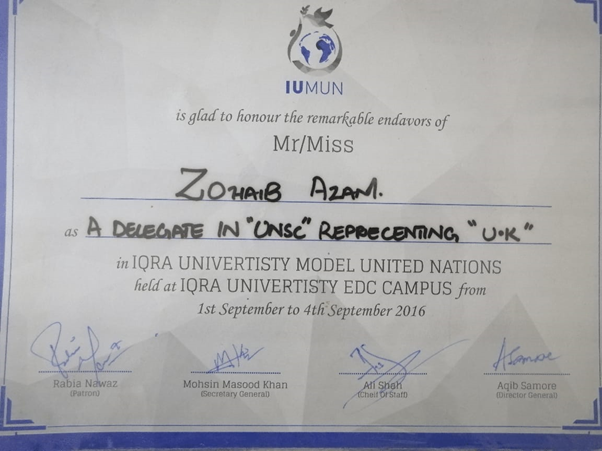 IUMUN
is glad to honour the remarkable endavors of
Mr/Miss
ZOHAIB AZAM.
as A DELEGATE IN "UNSC" REPRECENTING "U.K"
in IQRA UNIVERTISTY MODEL UNITED NATIONS
held at IQRA UNIVERTISTY EDC CAMPUS from
1st September to 4th September 2016
Rabia Nawaz Mohsin Masood Khan Ali Shah Aqib Samore
(Patron) (Secretary General) (Cheif Of Staff) (Director General)